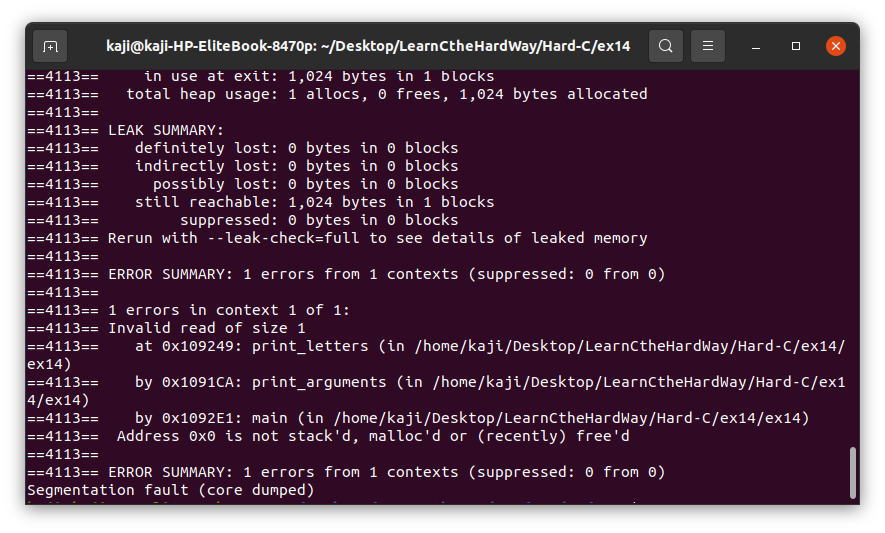 kaji@kaji-HP-EliteBook-8470p: ~/Desktop/LearnCtheHardWay/Hard-C/ex14
==4113==     in use at exit: 1,024 bytes in 1 blocks
==4113==   total heap usage: 1 allocs, 0 frees, 1,024 bytes allocated
==4113==
==4113== LEAK SUMMARY:
==4113==    definitely lost: 0 bytes in 0 blocks
==4113==    indirectly lost: 0 bytes in 0 blocks
==4113==      possibly lost: 0 bytes in 0 blocks
==4113==    still reachable: 1,024 bytes in 1 blocks
==4113==         suppressed: 0 bytes in 0 blocks
==4113== Rerun with --leak-check=full to see details of leaked memory
==4113==
==4113== ERROR SUMMARY: 1 errors from 1 contexts (suppressed: 0 from 0)
==4113==
==4113== 1 errors in context 1 of 1:
==4113== Invalid read of size 1
==4113==    at 0x109249: print_letters (in /home/kaji/Desktop/LearnCtheHardWay/Hard-C/ex14/
ex14)
==4113==    by 0x1091CA: print_arguments (in /home/kaji/Desktop/LearnCtheHardWay/Hard-C/ex1
4/ex14)
==4113==    by 0x1092E1: main (in /home/kaji/Desktop/LearnCtheHardWay/Hard-C/ex14/ex14)
==4113==  Address 0x0 is not stack'd, malloc'd or (recently) free'd
==4113==
==4113== ERROR SUMMARY: 1 errors from 1 contexts (suppressed: 0 from 0)
Segmentation fault (core dumped)